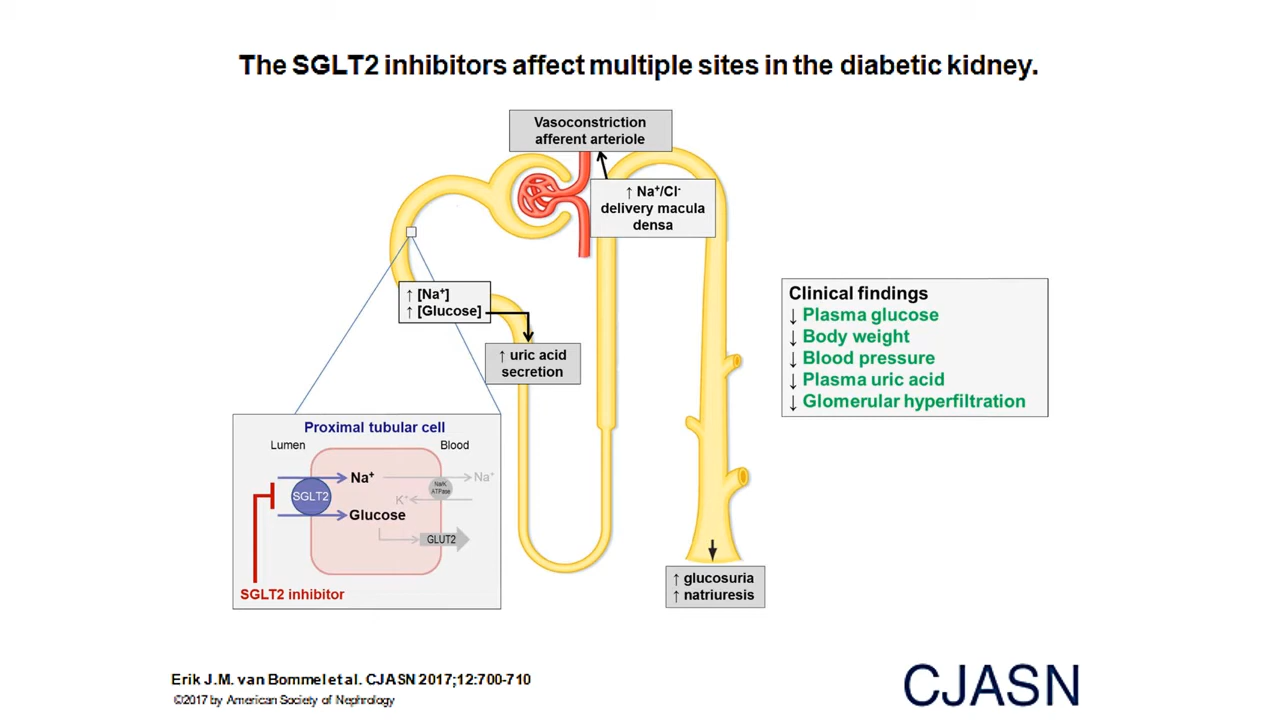 The SGLT2 inhibitors affect multiple sites in the diabetic kidney.
Vasoconstriction
afferent arteriole
↑ Na⁺/Cl⁻
delivery macula
densa
↑ [Na⁺]
↑ [Glucose]
↑ uric acid
secretion
Clinical findings
↓ Plasma glucose
↓ Body weight
↓ Blood pressure
↓ Plasma uric acid
↓ Glomerular hyperfiltration
Proximal tubular cell
Lumen
Blood
Na⁺
Na⁺
SGLT2
Na/K
ATPase
K⁺
Glucose
GLUT2
SGLT2 inhibitor
↑ glucosuria
↑ natriuresis
Erik J.M. van Bommel et al. CJASN 2017;12:700-710
©2017 by American Society of Nephrology
CJASN